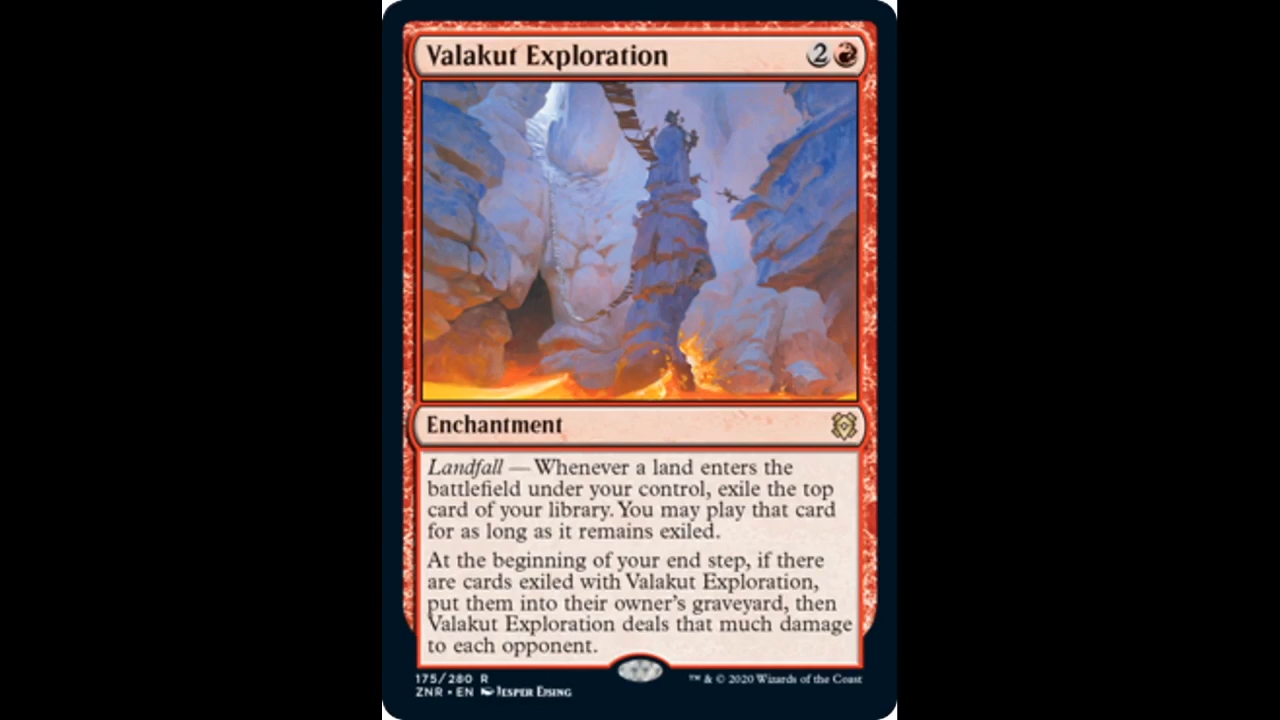 Valakut Exploration 2
Enchantment
Landfall — Whenever a land enters the
battlefield under your control, exile the top
card of your library. You may play that card
for as long as it remains exiled.
At the beginning of your end step, if there
are cards exiled with Valakut Exploration,
put them into their owner's graveyard, then
Valakut Exploration deals that much damage
to each opponent.
175/280 R
ZNR • EN Jesper Ejsing
™ & © 2020 Wizards of the Coast